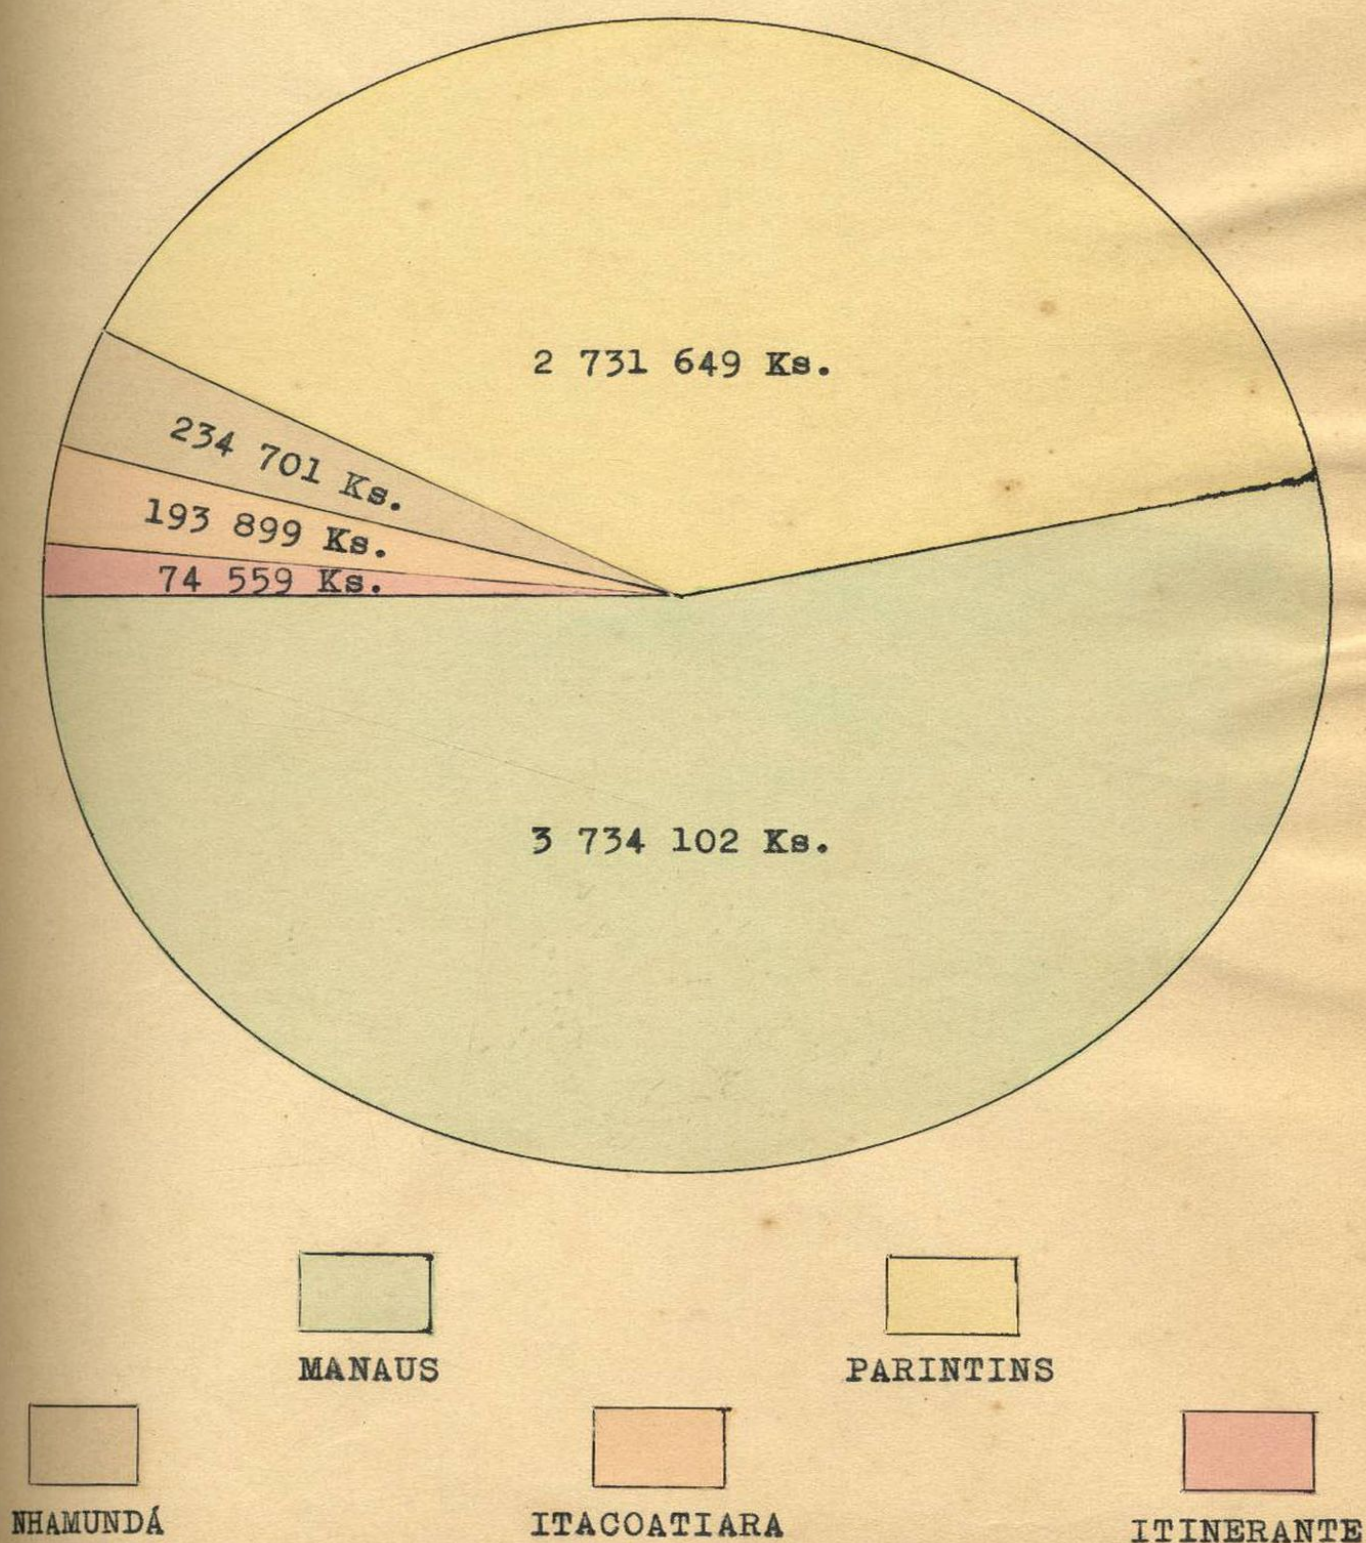 2 731 649 Ks.
234 701 Ks.
193 899 Ks.
74 559 Ks.
3 734 102 Ks.
MANAUS
PARINTINS
NHAMUNDÁ
ITACOATIARA
ITINERANTE